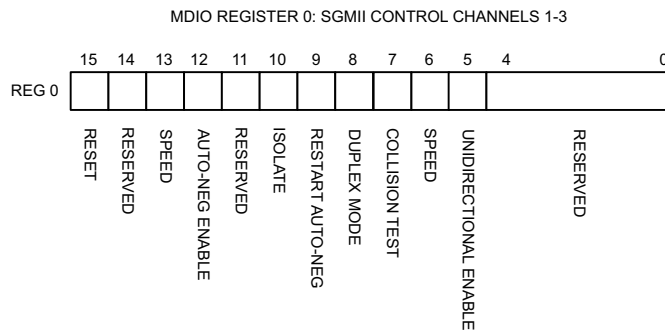 MDIO REGISTER 0: SGMII CONTROL CHANNELS 1-3
15 14 13 12 11 10 9 8 7 6 5 4 0
REG 0
RESET
RESERVED
SPEED
AUTO-NEG ENABLE
RESERVED
ISOLATE
RESTART AUTO-NEG
DUPLEX MODE
COLLISION TEST
SPEED
UNIDIRECTIONAL ENABLE
RESERVED